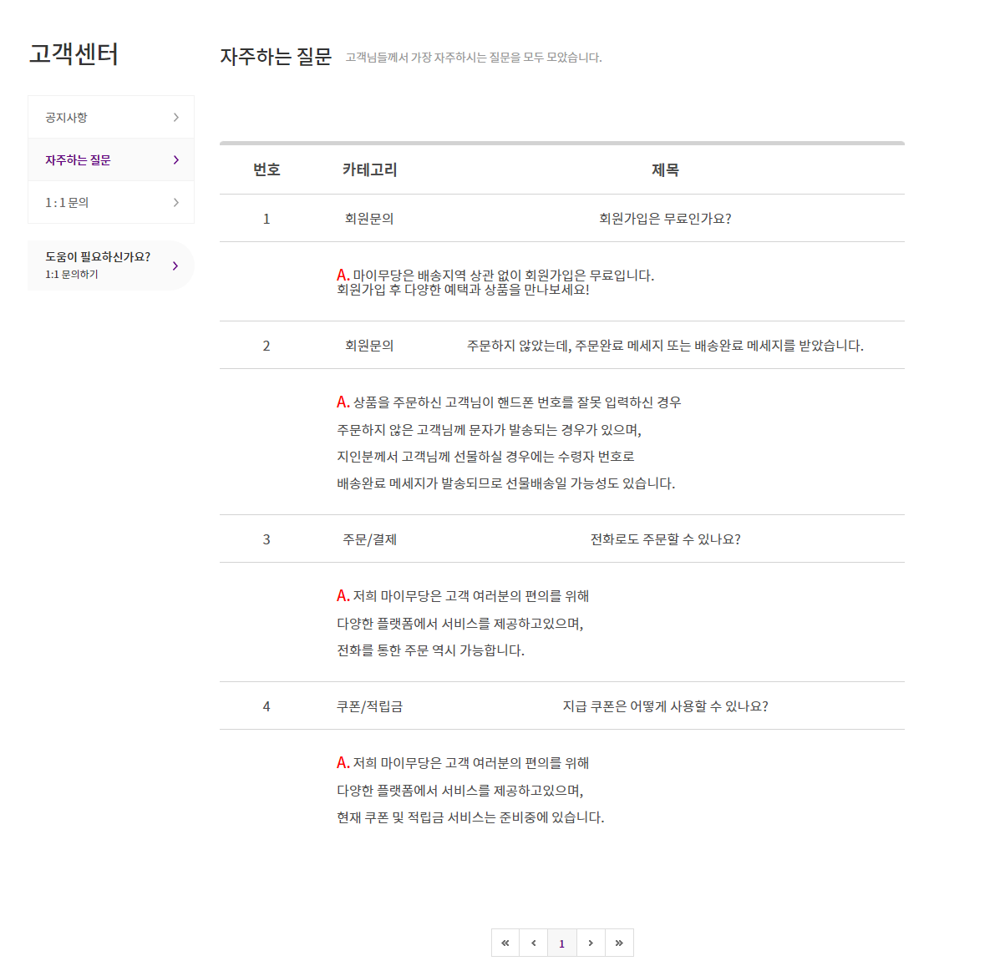 고객센터
공지사항
자주하는 질문
1 : 1 문의
도움이 필요하신가요?
1:1 문의하기
자주하는 질문 고객님들께서 가장 자주하시는 질문을 모두 모았습니다.
번호 카테고리 제목
1 회원문의 회원가입은 무료인가요?
A. 마이무당은 배송지역 상관 없이 회원가입은 무료입니다.
회원가입 후 다양한 예택과 상품을 만나보세요!
2 회원문의 주문하지 않았는데, 주문완료 메세지 또는 배송완료 메세지를 받았습니다.
A. 상품을 주문하신 고객님이 핸드폰 번호를 잘못 입력하신 경우
주문하지 않은 고객님께 문자가 발송되는 경우가 있으며,
지인분께서 고객님께 선물하실 경우에는 수령자 번호로
배송완료 메세지가 발송되므로 선물배송일 가능성도 있습니다.
3 주문/결제 전화로도 주문할 수 있나요?
A. 저희 마이무당은 고객 여러분의 편의를 위해
다양한 플랫폼에서 서비스를 제공하고있으며,
전화를 통한 주문 역시 가능합니다.
4 쿠폰/적립금 지급 쿠폰은 어떻게 사용할 수 있나요?
A. 저희 마이무당은 고객 여러분의 편의를 위해
다양한 플랫폼에서 서비스를 제공하고있으며,
현재 쿠폰 및 적립금 서비스는 준비중에 있습니다.
« ‹ 1 › »